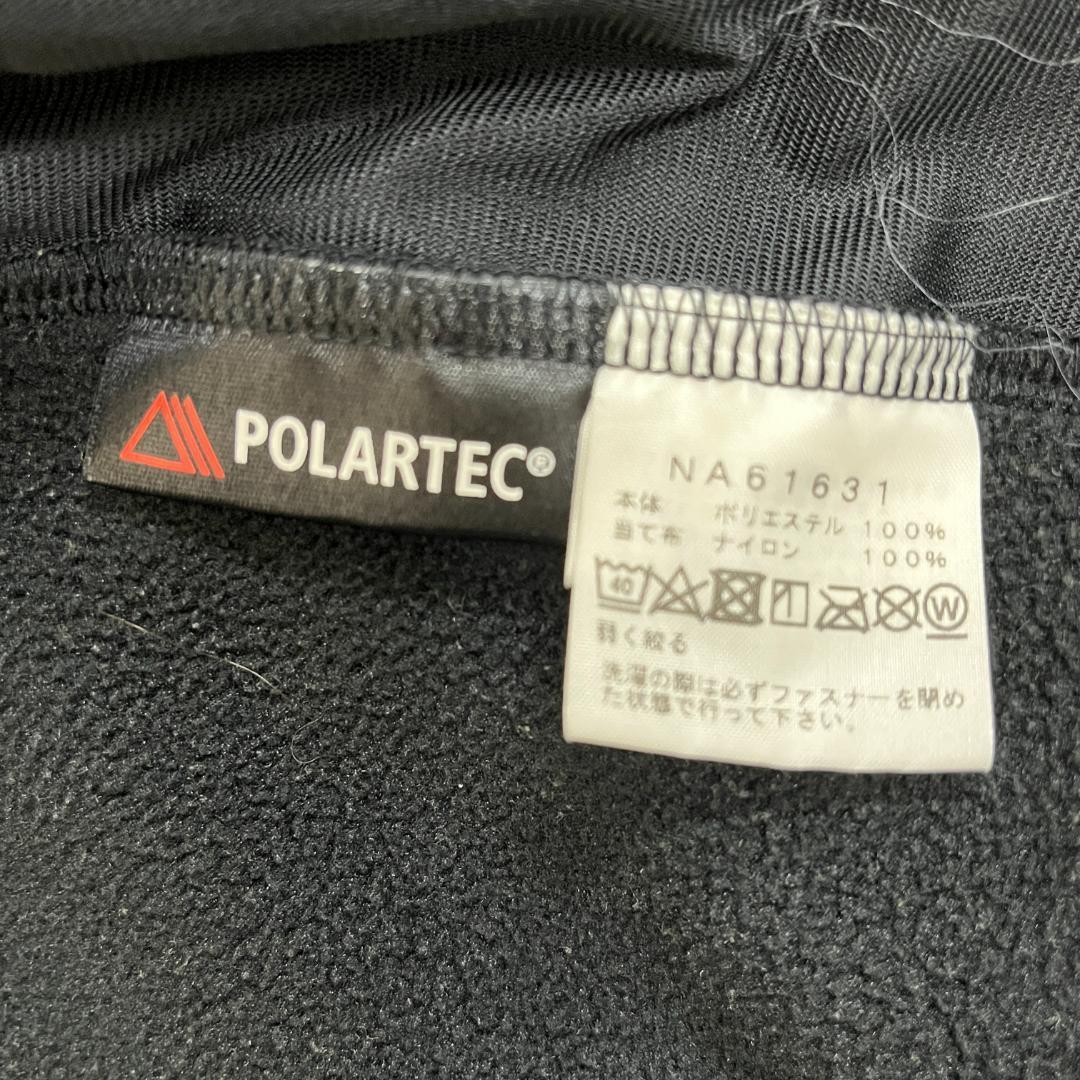 POLARTEC®
NA61631
本体 ポリエステル 100%
当て布 ナイロン 100%
40 W
弱く絞る
洗濯の際は必ずファスナーを閉め
た状態で行って下さい。